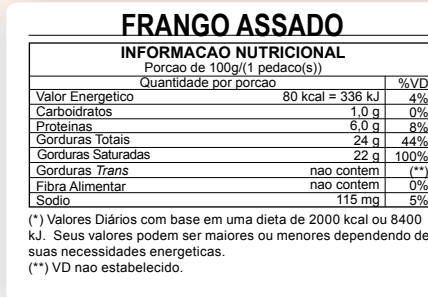 FRANGO ASSADO
INFORMACAO NUTRICIONAL
Porcao de 100g/(1 pedaco(s))
Quantidade por porcao %VD
Valor Energetico 80 kcal = 336 kJ 4%
Carboidratos 1,0 g 0%
Proteinas 6,0 g 8%
Gorduras Totais 24 g 44%
Gorduras Saturadas 22 g 100%
Gorduras Trans nao contem (**)
Fibra Alimentar nao contem 0%
Sodio 115 mg 5%
(*) Valores Diários com base em uma dieta de 2000 kcal ou 8400
kJ. Seus valores podem ser maiores ou menores dependendo de
suas necessidades energeticas.
(**) VD nao estabelecido.